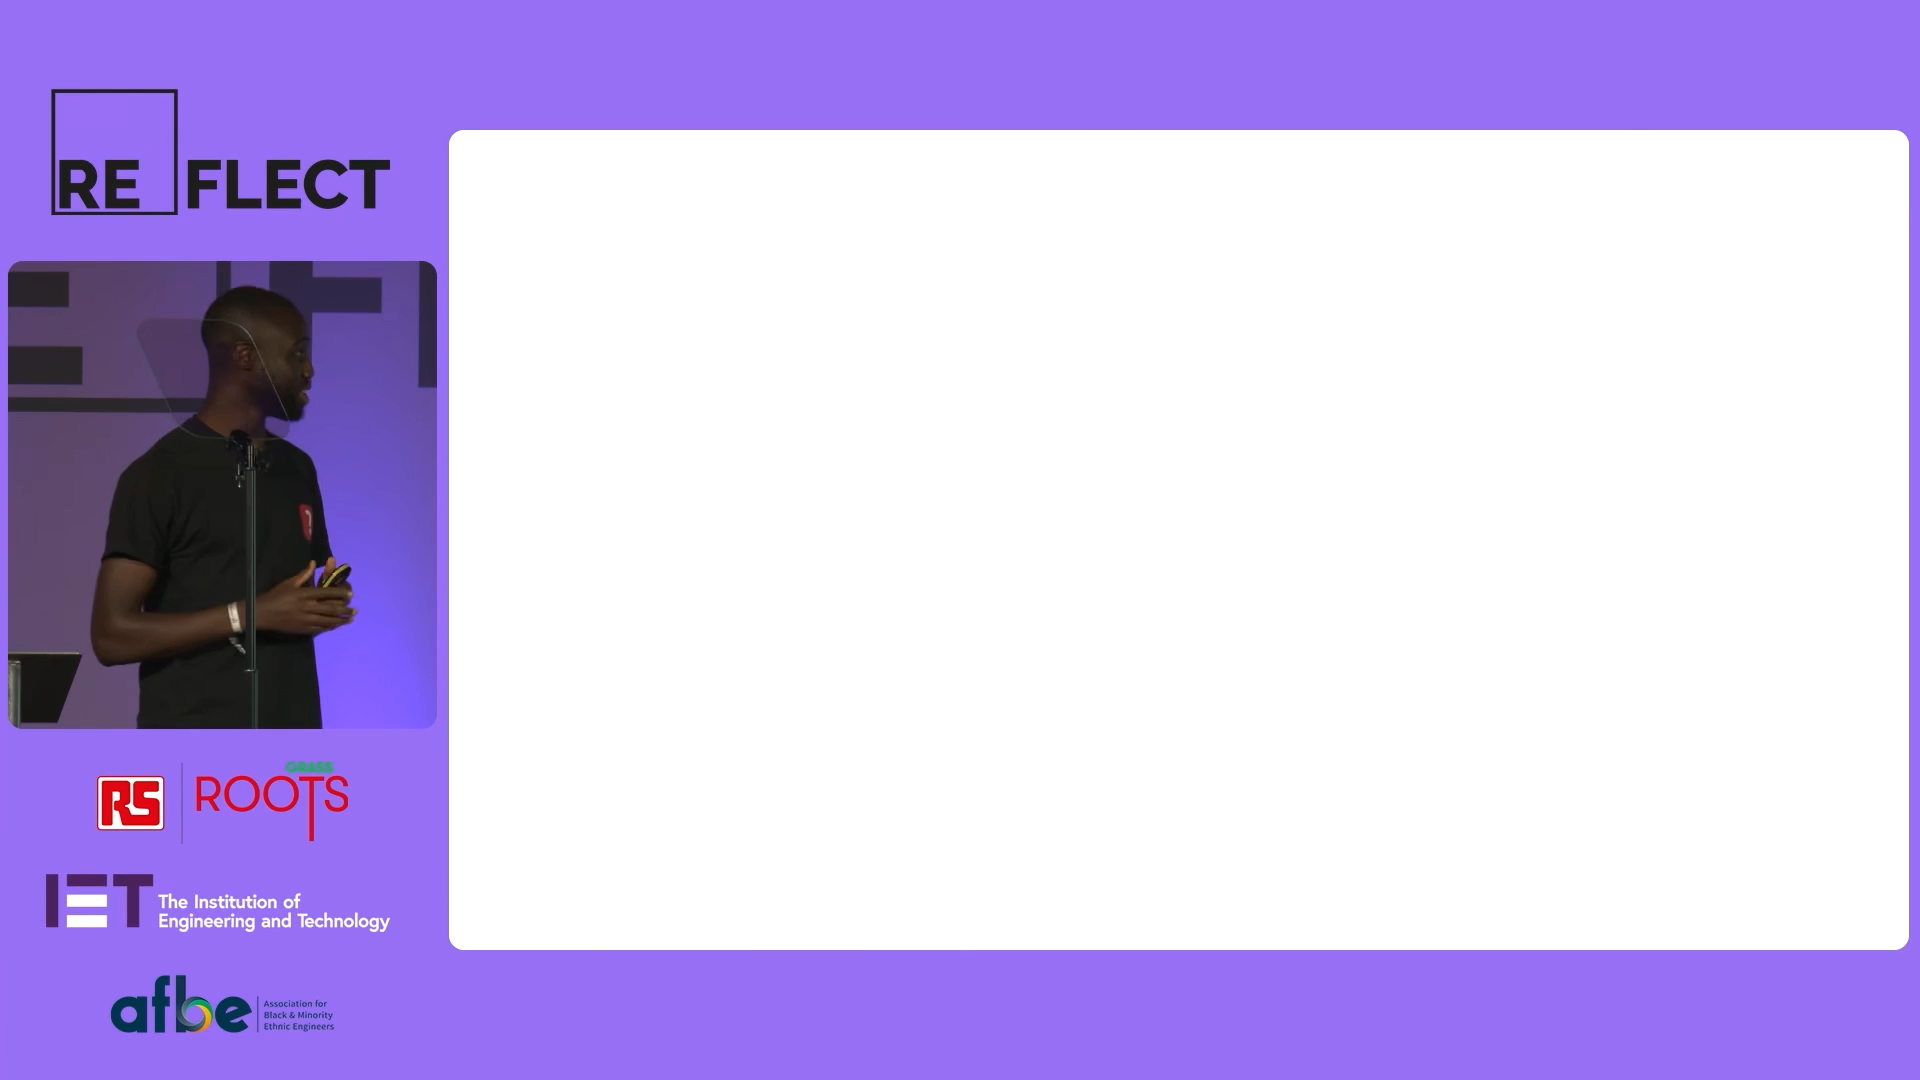 RE FLECT
RS
GRASS
ROOTS
IET
The Institution of
Engineering and Technology
afbe
Association for
Black & Minority
Ethnic Engineers